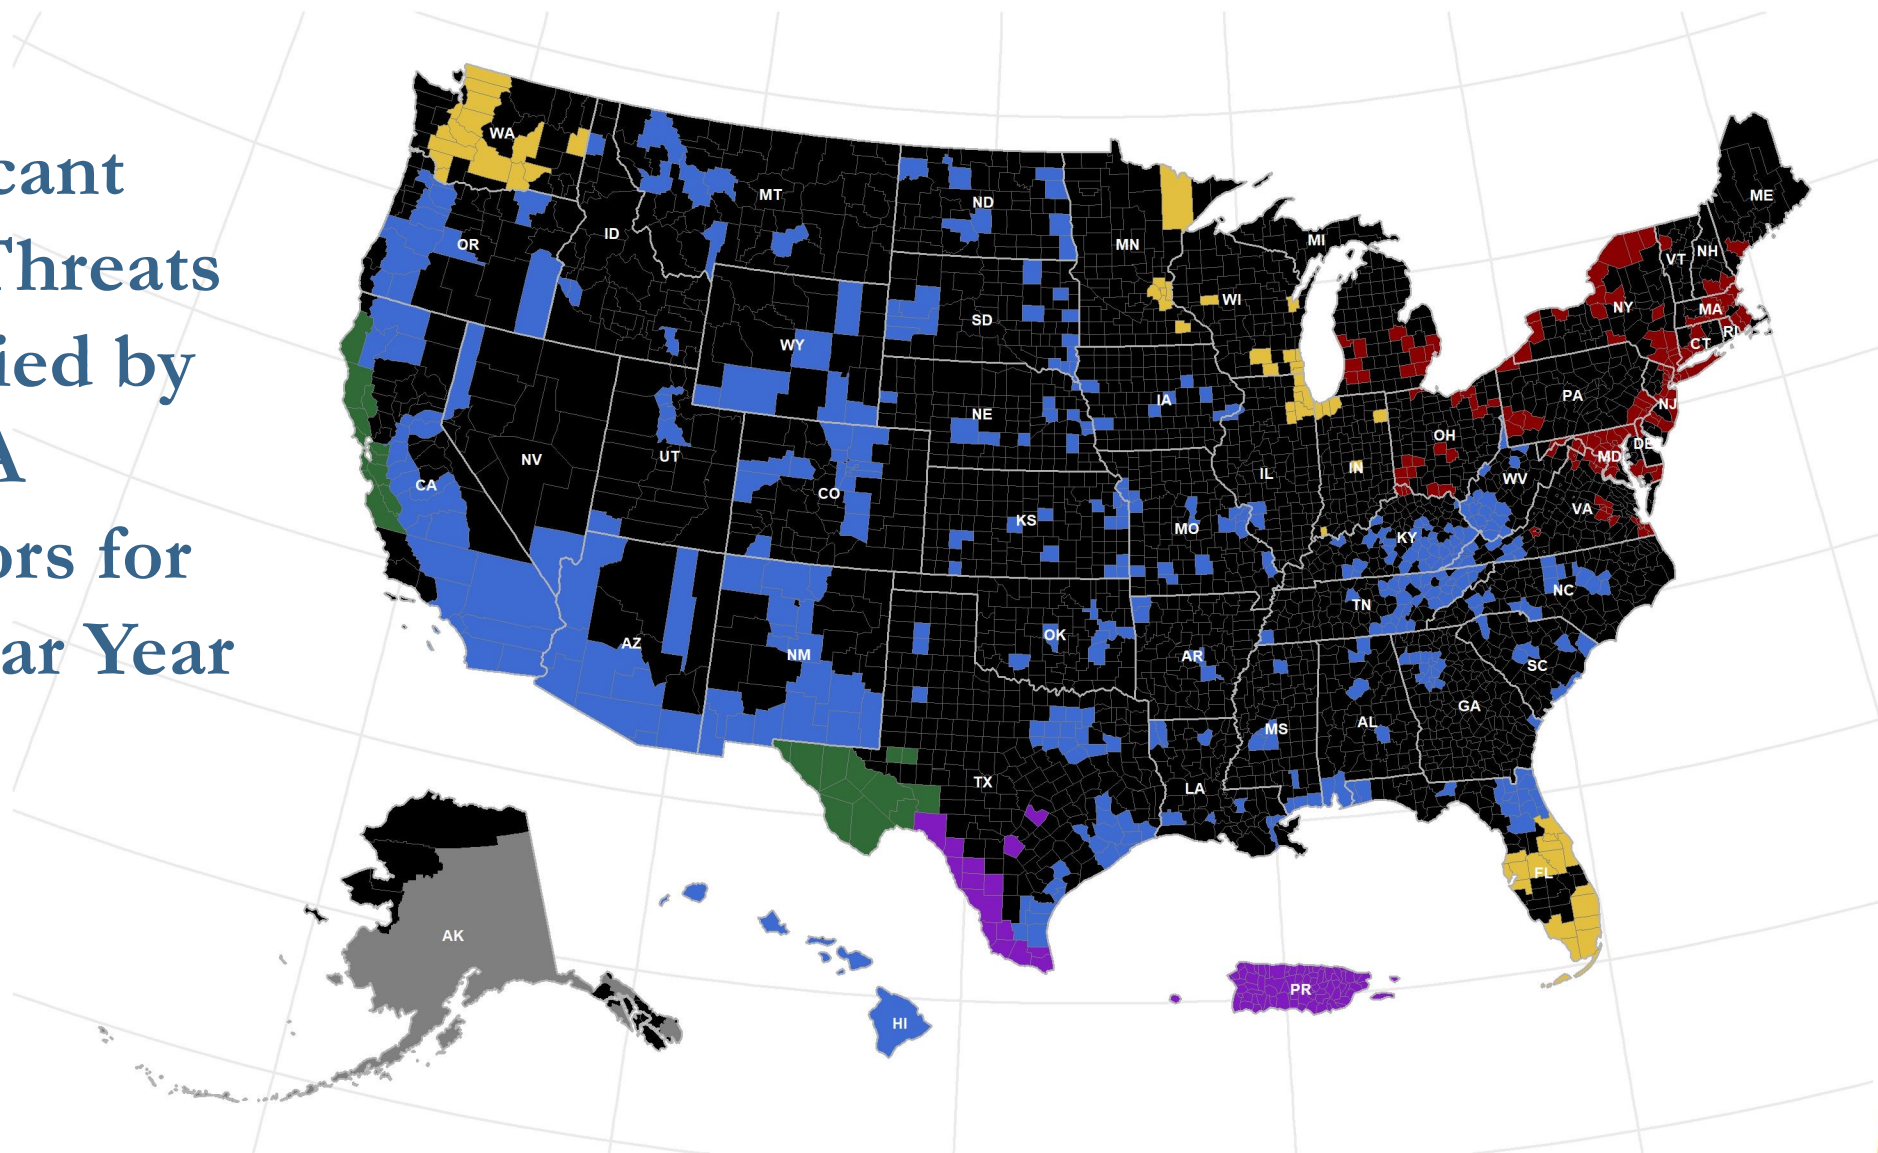 cant
Threats
ied by
A
ors for
ar Year
WA
OR
ID
MT
ND
SD
WY
NE
NV
UT
CO
CA
AZ
NM
KS
OK
TX
MN
WI
MI
IA
IL
IN
OH
MO
AR
LA
MS
AL
GA
FL
SC
NC
TN
KY
WV
VA
MD
DE
PA
NJ
NY
CT
RI
MA
VT
NH
ME
AK
HI
PR